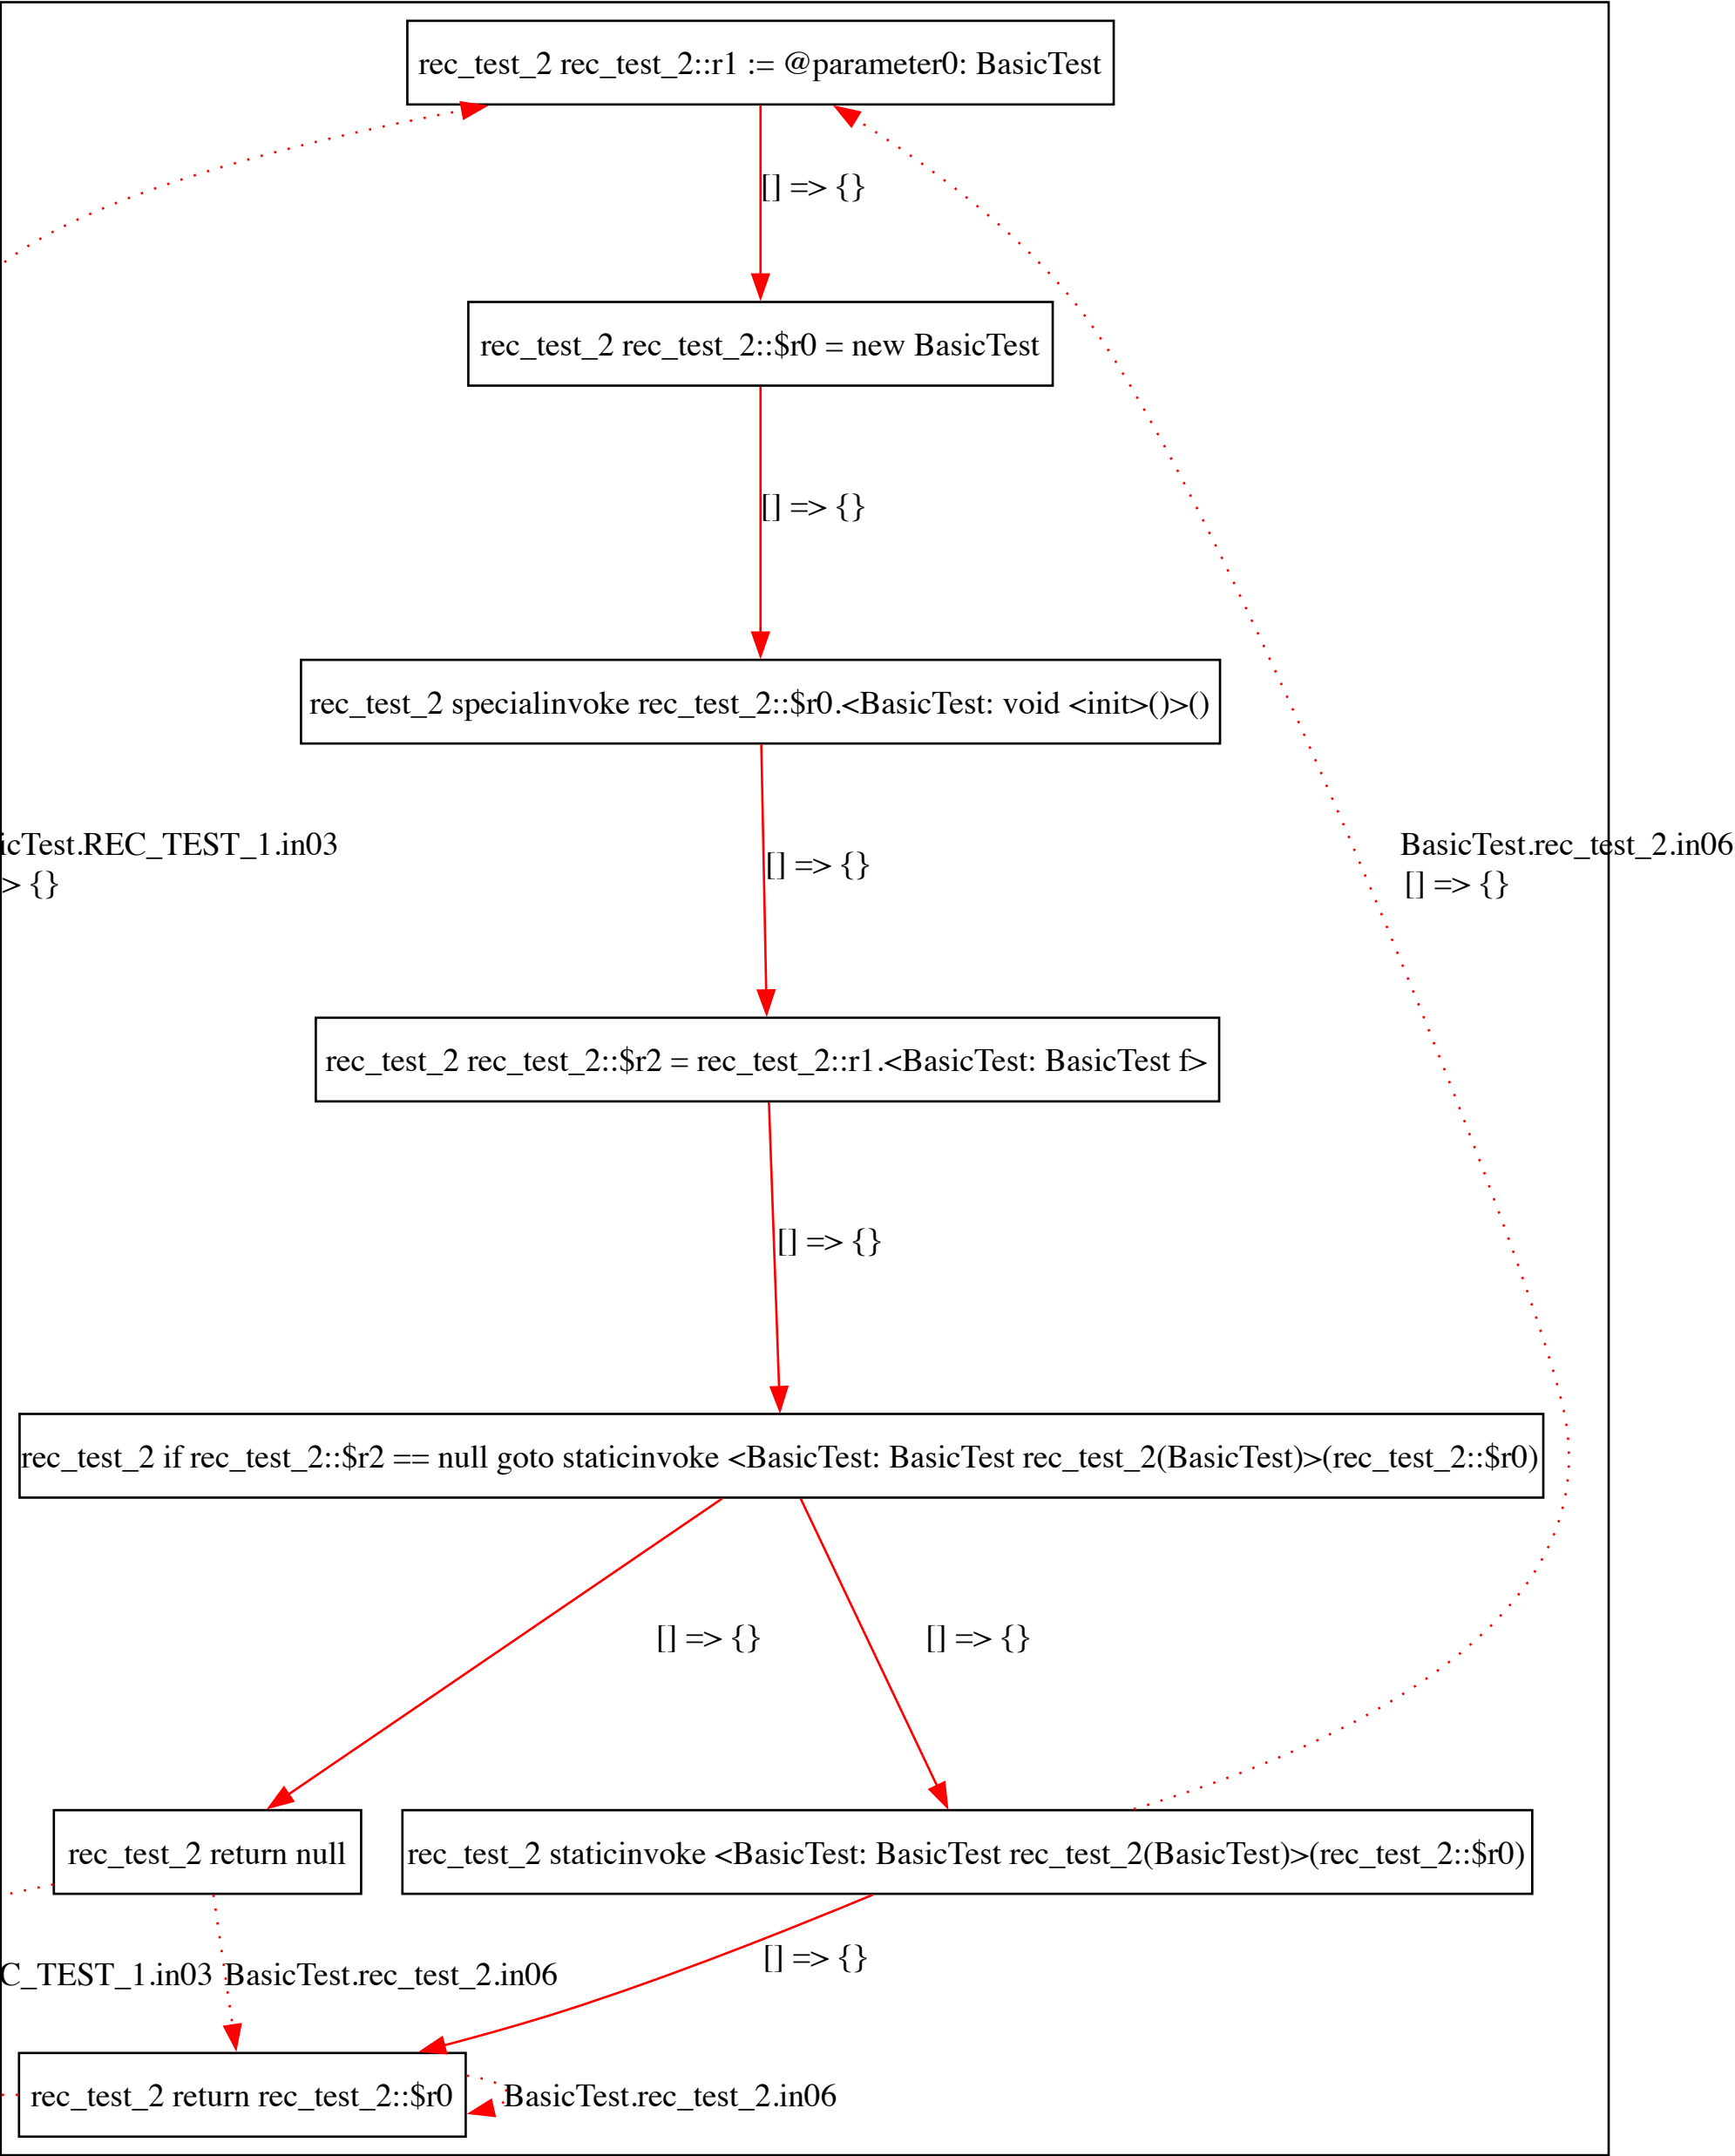 rec_test_2 rec_test_2::r1 := @parameter0: BasicTest
[] => {}
rec_test_2 rec_test_2::$r0 = new BasicTest
[] => {}
rec_test_2 specialinvoke rec_test_2::$r0.<BasicTest: void <init>()>()
icTest.REC_TEST_1.in03
> {}
[] => {}
BasicTest.rec_test_2.in06
[] => {}
rec_test_2 rec_test_2::$r2 = rec_test_2::r1.<BasicTest: BasicTest f>
[] => {}
rec_test_2 if rec_test_2::$r2 == null goto staticinvoke <BasicTest: BasicTest rec_test_2(BasicTest)>(rec_test_2::$r0)
[] => {}
[] => {}
rec_test_2 return null
rec_test_2 staticinvoke <BasicTest: BasicTest rec_test_2(BasicTest)>(rec_test_2::$r0)
C_TEST_1.in03
BasicTest.rec_test_2.in06
[] => {}
rec_test_2 return rec_test_2::$r0
BasicTest.rec_test_2.in06